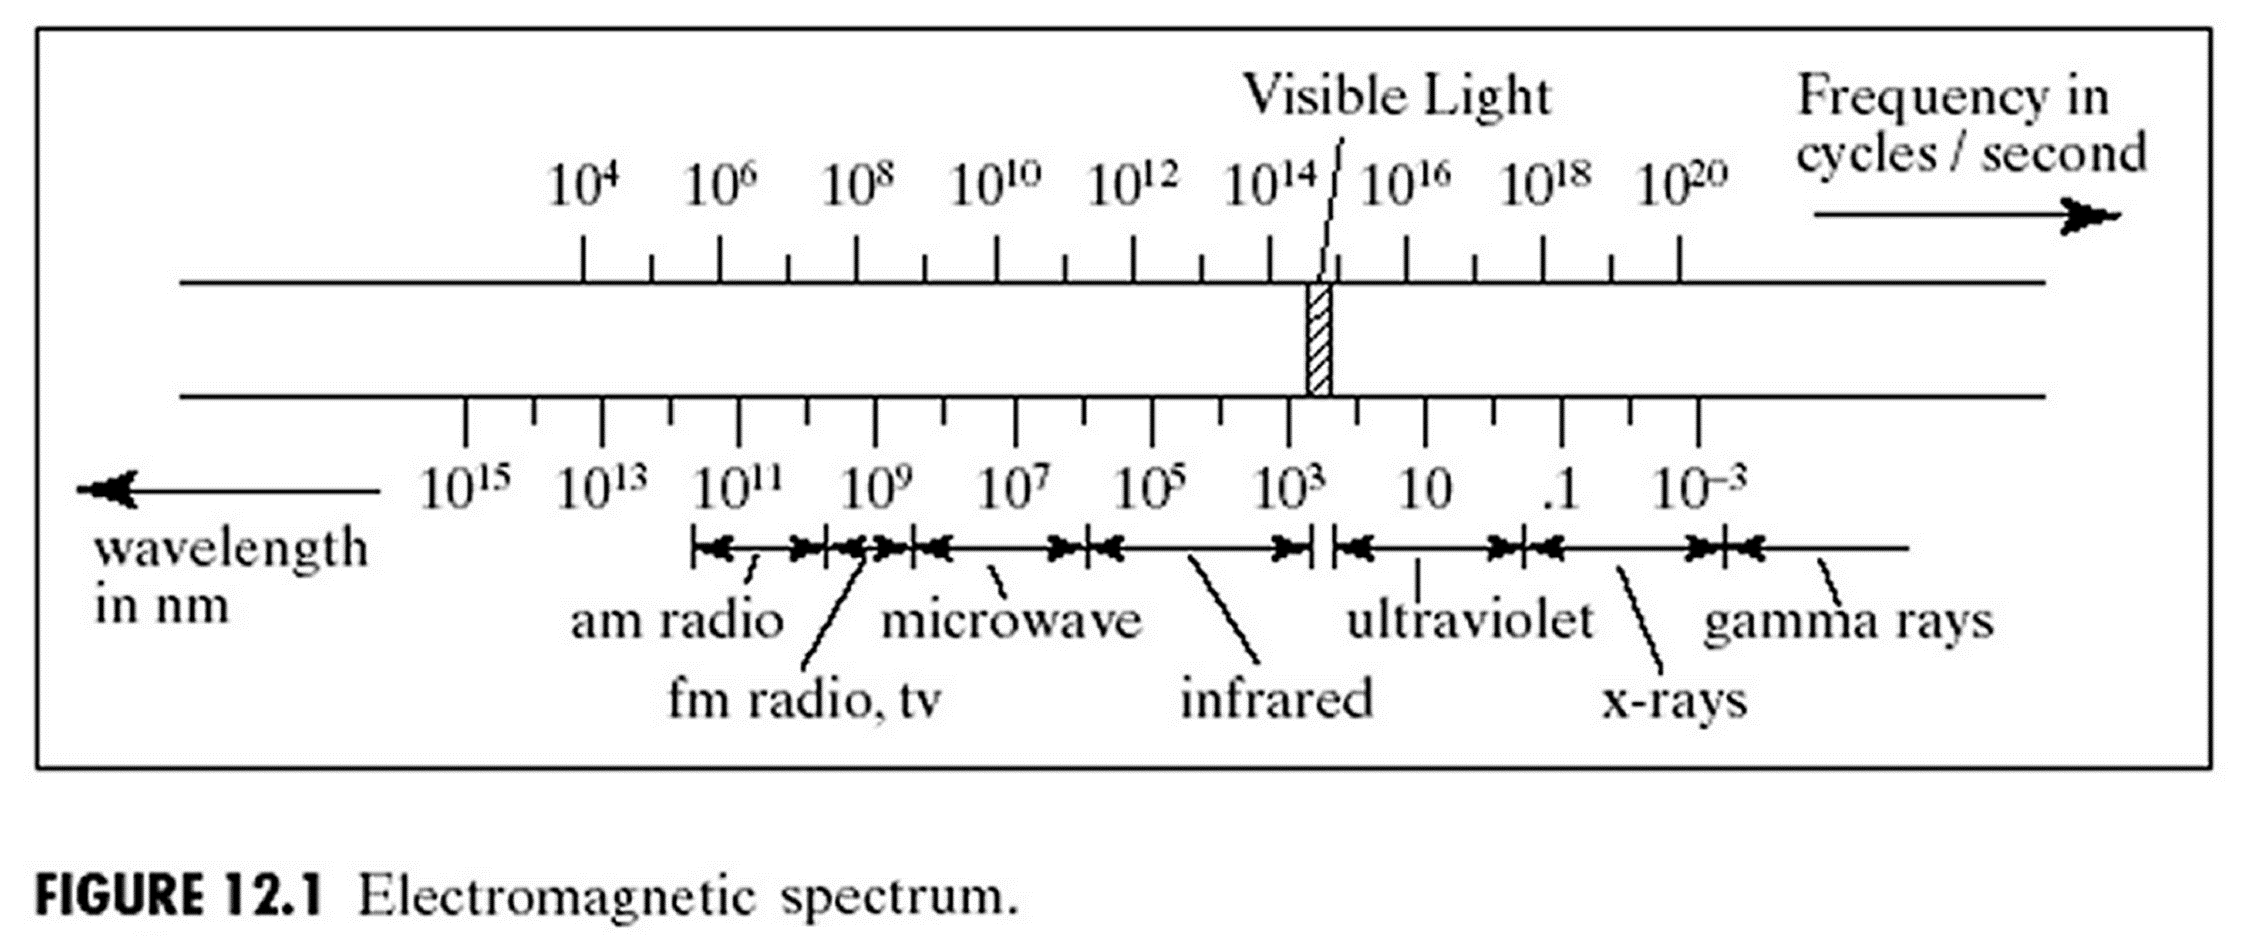 Visible Light
Frequency in
cycles / second
10⁴ 10⁶ 10⁸ 10¹⁰ 10¹² 10¹⁴ 10¹⁶ 10¹⁸ 10²⁰
10¹⁵ 10¹³ 10¹¹ 10⁹ 10⁷ 10⁵ 10³ 10 .1 10⁻³
wavelength
in nm
am radio
microwave
ultraviolet
gamma rays
fm radio, tv
infrared
x-rays
FIGURE 12.1 Electromagnetic spectrum.